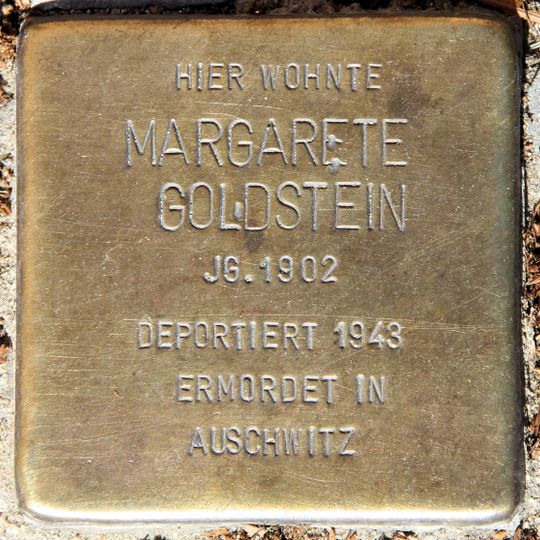 HIER WOHNTE
MARGARETE
GOLDSTEIN
JG. 1902
DEPORTIERT 1943
ERMORDET IN
AUSCHWITZ